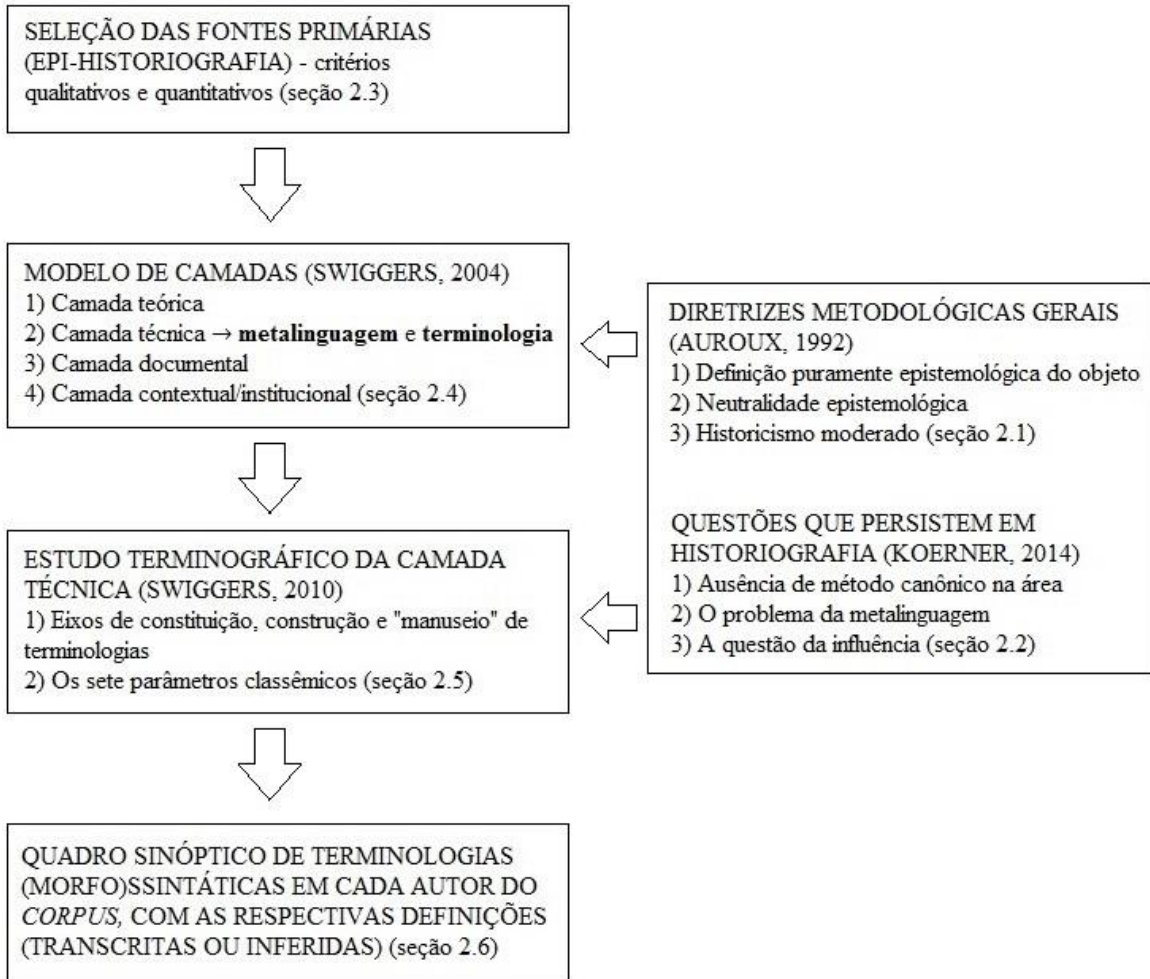 SELEÇÃO DAS FONTES PRIMÁRIAS
(EPI-HISTORIOGRAFIA) - critérios
qualitativos e quantitativos (seção 2.3)
MODELO DE CAMADAS (SWIGGERS, 2004)
1) Camada teórica
2) Camada técnica → metalinguagem e terminologia
3) Camada documental
4) Camada contextual/institucional (seção 2.4)
DIRETRIZES METODOLÓGICAS GERAIS
(AUROUX, 1992)
1) Definição puramente epistemológica do objeto
2) Neutralidade epistemológica
3) Historicismo moderado (seção 2.1)
QUESTÕES QUE PERSISTEM EM
HISTORIOGRAFIA (KOERNER, 2014)
1) Ausência de método canônico na área
2) O problema da metalinguagem
3) A questão da influência (seção 2.2)
ESTUDO TERMINOGRÁFICO DA CAMADA
TÉCNICA (SWIGGERS, 2010)
1) Eixos de constituição, construção e "manuseio" de
terminologias
2) Os sete parâmetros classêmicos (seção 2.5)
QUADRO SINÓPTICO DE TERMINOLOGIAS
(MORFO)SSINTÁTICAS EM CADA AUTOR DO
CORPUS, COM AS RESPECTIVAS DEFINIÇÕES
(TRANSCRITAS OU INFERIDAS) (seção 2.6)